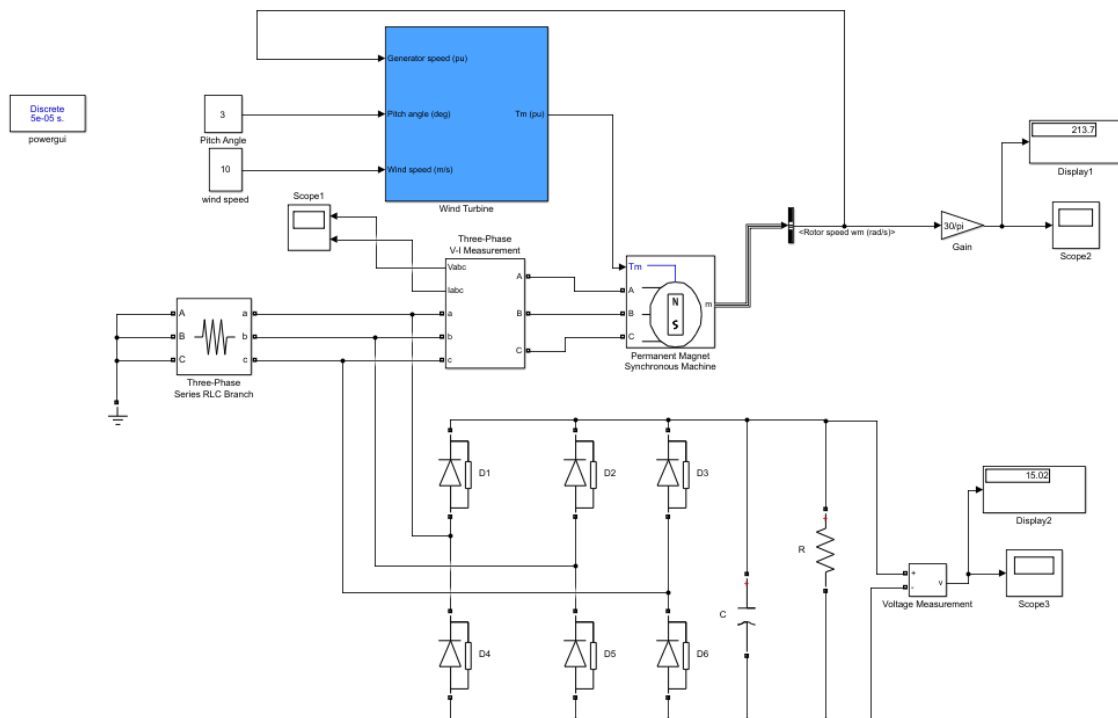 Discrete
5e-05 s.
powergui
3
Pitch Angle
10
wind speed
Generator speed (pu)
Pitch angle (deg)
Wind speed (m/s)
Tm (pu)
Wind Turbine
Scope1
Three-Phase
V-I Measurement
Vabc
Iabc
a
b
c
A
B
C
Tm
A
B
C
N
S
m
Permanent Magnet
Synchronous Machine
<Rotor speed wm (rad/s)>
30/pi
Gain
213.7
Display1
Scope2
A
B
C
a
b
c
Three-Phase
Series RLC Branch
D1
D2
D3
D4
D5
D6
+
C
+
R
+
-
v
Voltage Measurement
15.02
Display2
Scope3